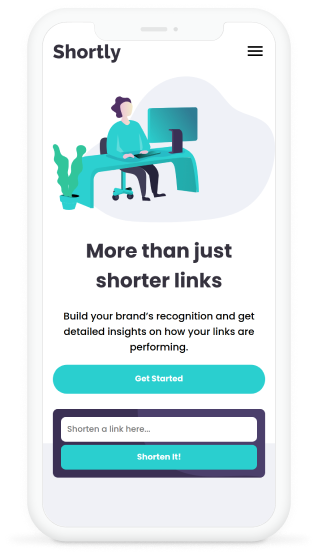 Shortly
More than just
shorter links
Build your brand's recognition and get
detailed insights on how your links are
performing.
Get Started
Shorten a link here...
Shorten It!